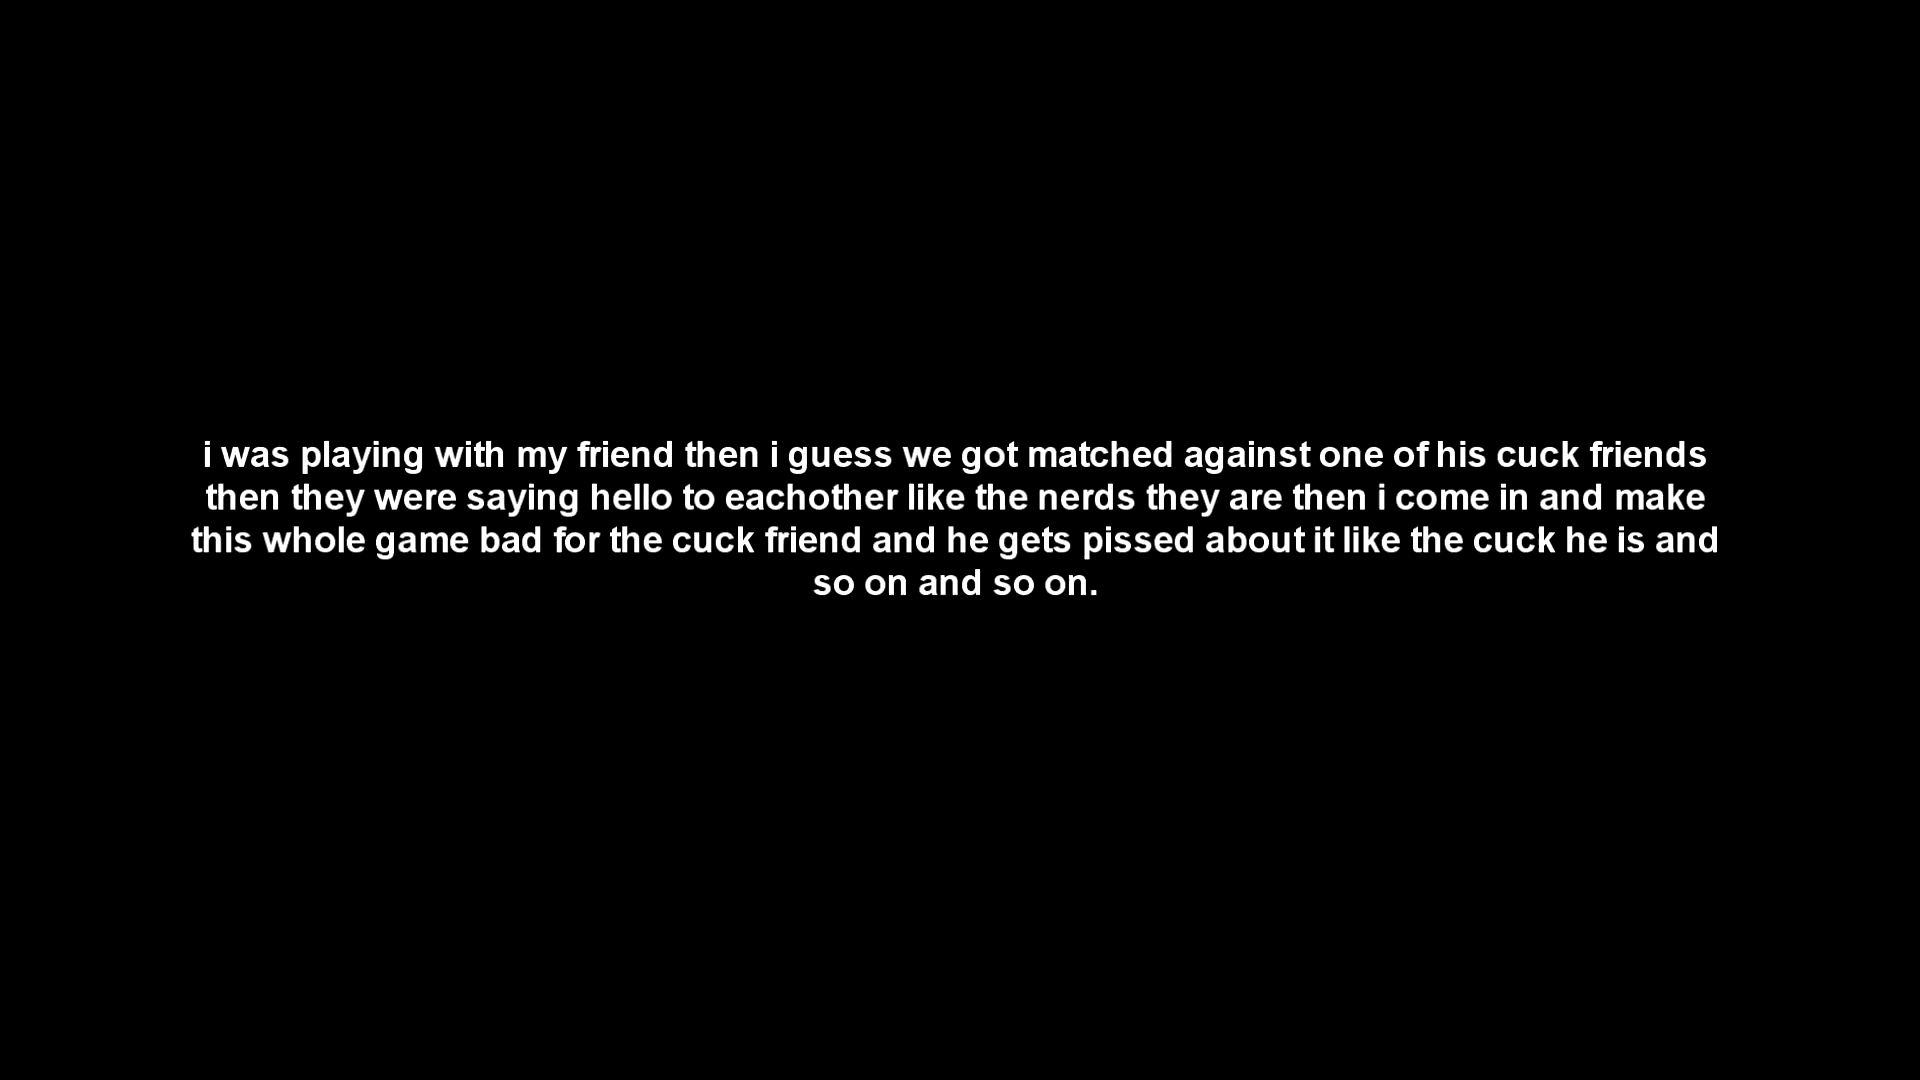 i was playing with my friend then i guess we got matched against one of his cuck friends
then they were saying hello to eachother like the nerds they are then i come in and make
this whole game bad for the cuck friend and he gets pissed about it like the cuck he is and
so on and so on.